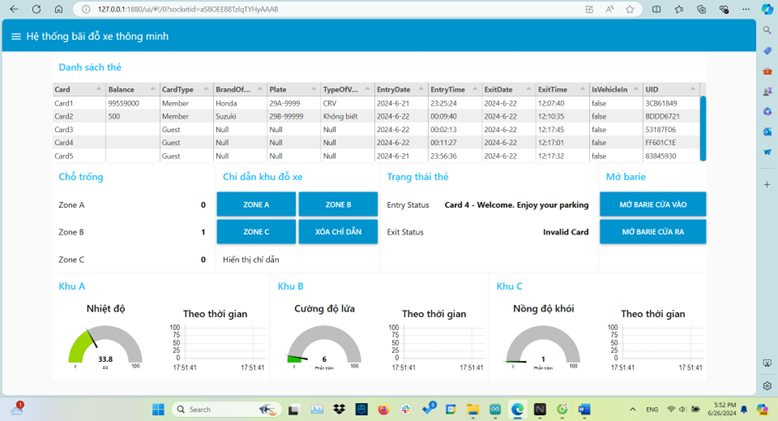 127.0.0.1:1880/ui/#!/0?socketid=aS8OEE88TzlqTYHyAAAB
Hệ thống bãi đỗ xe thông minh
Danh sách thẻ
Card Balance CardType BrandOf... Plate TypeOfV... EntryDate EntryTime ExitDate ExitTime IsVehicleIn UID
Card1 99559000 Member Honda 29A-9999 CRV 2024-6-21 23:25:24 2024-6-22 12:07:40 false 3CB61849
Card2 500 Member Suzuki 29B-99999 Không biết 2024-6-22 00:09:40 2024-6-22 12:10:35 false BDDD6721
Card3 Guest Null Null Null 2024-6-22 00:02:13 2024-6-22 12:17:45 false 53187F06
Card4 Guest Null Null Null 2024-6-22 00:11:27 2024-6-22 12:17:01 false FF601C1E
Card5 Guest Null Null Null 2024-6-21 23:56:36 2024-6-22 12:17:32 false 83845930
Chỗ trống Chỉ dẫn khu đỗ xe Trạng thái thẻ Mở barie
Zone A 0 ZONE A ZONE B Entry Status Card 4 - Welcome. Enjoy your parking MỞ BARIE CỬA VÀO
Zone B 1 ZONE C XÓA CHỈ DẪN Exit Status Invalid Card MỞ BARIE CỬA RA
Zone C 0 Hiển thị chỉ dẫn
Khu A Khu B Khu C
Nhiệt độ Theo thời gian Cường độ lửa Theo thời gian Nồng độ khói Theo thời gian
100 100 100
75 75 75
50 50 50
25 25 25
0 0 0
33.8 6 1
0 100 0 Phần trăm 100 0 Phần trăm 100
17:51:41 17:51:41 17:51:41 17:51:41 17:51:41 17:51:41
1 Search 6 ENG 5:52 PM
6/26/2024